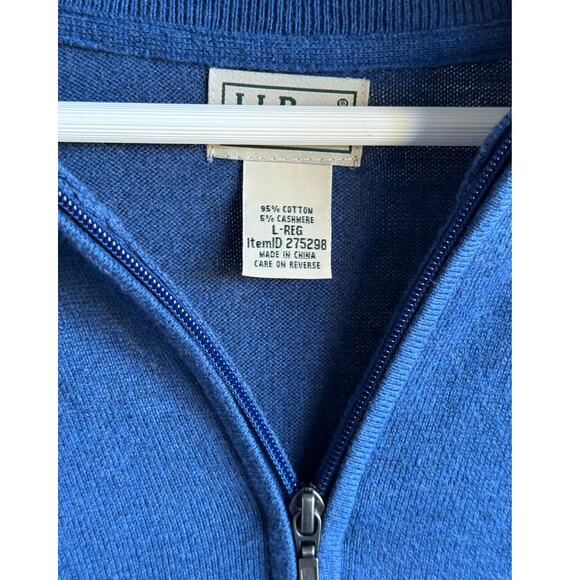 ®
95% COTTON
5% CASHMERE
L-REG
ItemID 275298
MADE IN CHINA
CARE ON REVERSE